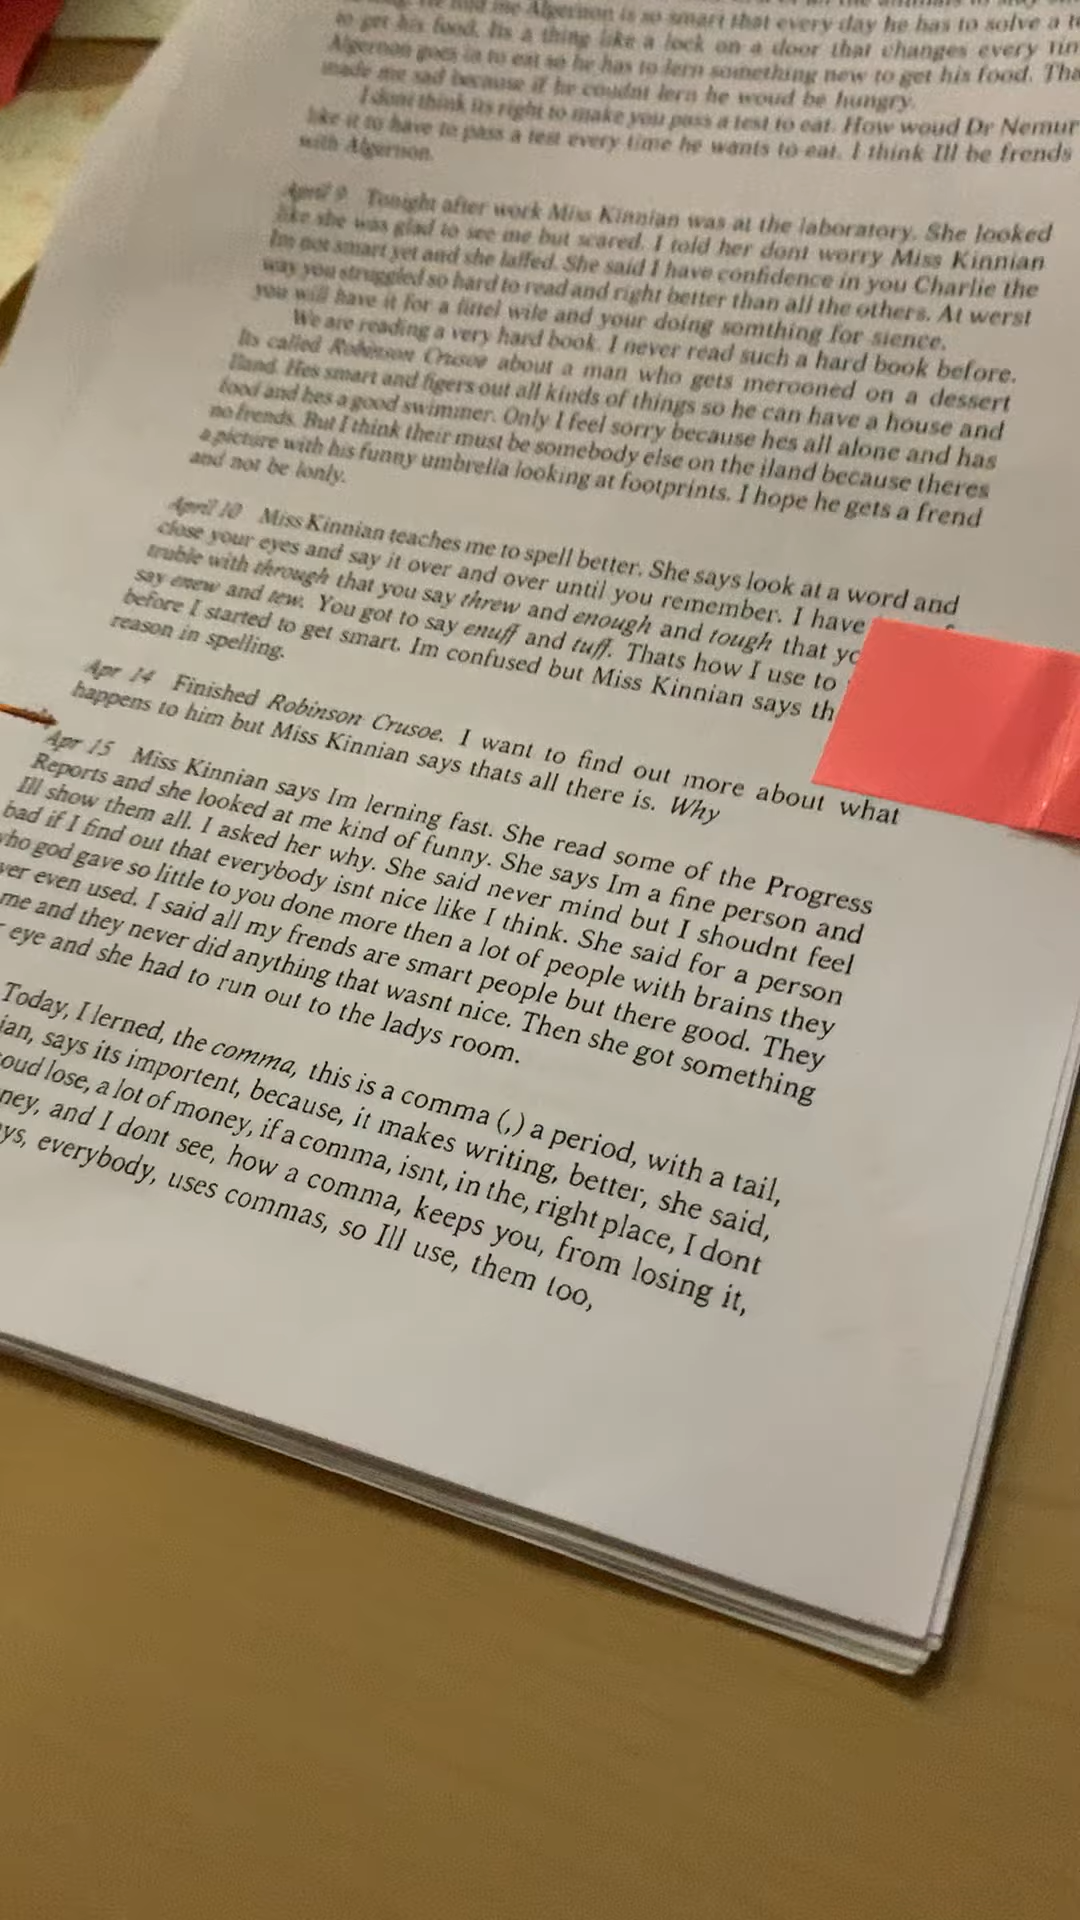 me Algernon is so smart that every day he has to solve a
to get his food. Its a thing like a lock on a door that changes every
Algernon goes in to eat so he has to lern something new to get his food.
made me sad because if he coudnt lern he woud be hungry.
I dont think its right to make you pass a test to eat. How woud Dr Nemur
like it to have to pass a test every time he wants to eat. I think Ill be frends
with Algernon.
April 9 Tonight after work Miss Kinnian was at the laboratory. She looked
like she was glad to see me but scared. I told her dont worry Miss Kinnian
Im not smart yet and she laffed. She said I have confidence in you Charlie the
way you struggled so hard to read and right better than all the others. At werst
you will have it for a littel wile and your doing somthing for sience.
We are reading a very hard book. I never read such a hard book before.
Its called Robinson Crusoe about a man who gets merooned on a dessert
Iland. Hes smart and figers out all kinds of things so he can have a house and
food and hes a good swimmer. Only I feel sorry because hes all alone and has
no frends. But I think their must be somebody else on the iland because theres
a picture with his funny umbrella looking at footprints. I hope he gets a frend
and not be lonly.
April 10 Miss Kinnian teaches me to spell better. She says look at a word and
close your eyes and say it over and over until you remember. I have
truble with through that you say threw and enough and tough that
say enew and tew. You got to say enuff and tuff. Thats how I use to
before I started to get smart. Im confused but Miss Kinnian says th
reason in spelling.
Apr 14 Finished Robinson Crusoe. I want to find out more about what
happens to him but Miss Kinnian says thats all there is. Why
Apr 15 Miss Kinnian says Im lerning fast. She read some of the Progress
Reports and she looked at me kind of funny. She says Im a fine person and
Ill show them all. I asked her why. She said never mind but I shoudnt feel
bad if I find out that everybody isnt nice like I think. She said for a person
who god gave so little to you done more then a lot of people with brains they
ver even used. I said all my frends are smart people but there good. They
me and they never did anything that wasnt nice. Then she got something
eye and she had to run out to the ladys room.
Today, I lerned, the comma, this is a comma (,) a period, with a tail,
ian, says its importent, because, it makes writing, better, she said,
oud lose, a lot of money, if a comma, isnt, in the, right place, I dont
ney, and I dont see, how a comma, keeps you, from losing it,
ys, everybody, uses commas, so Ill use, them too,